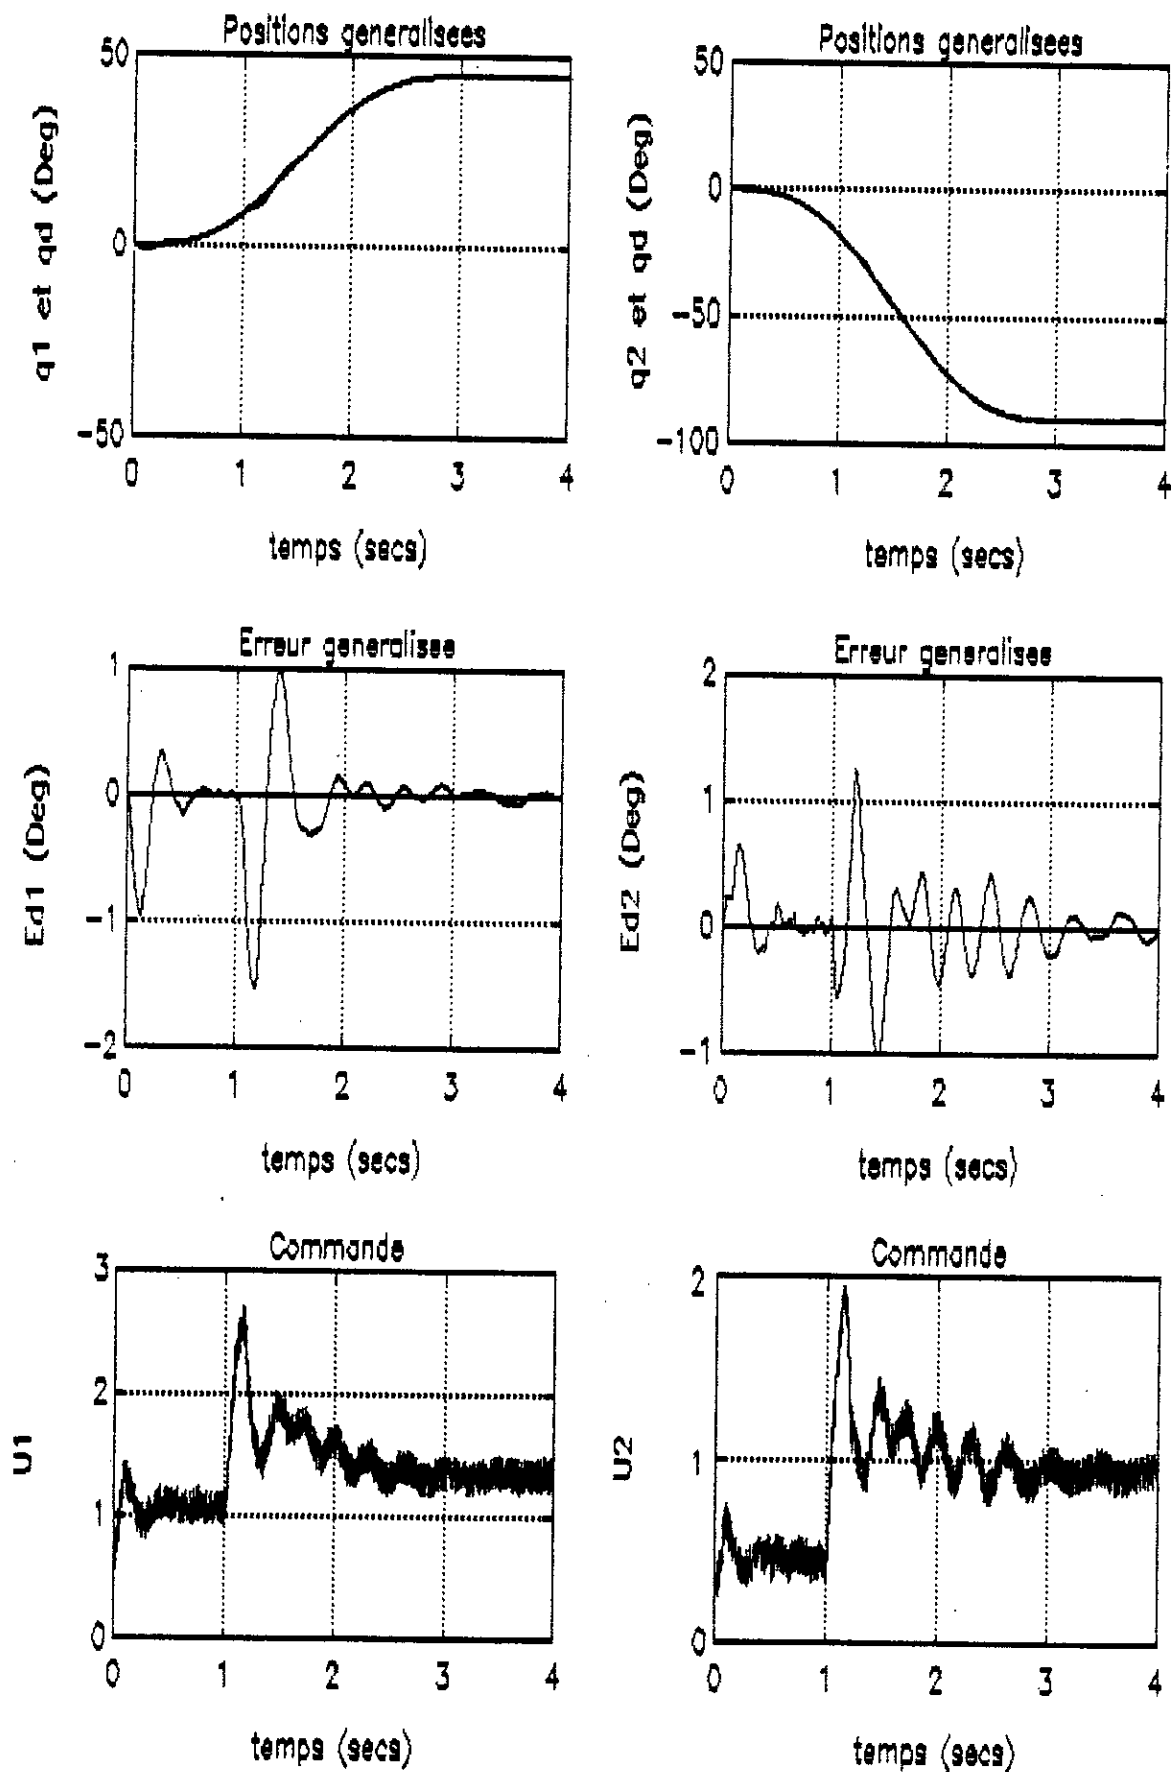 Positions generalisees
50
0
-50
q1 et qd (Deg)
0 1 2 3 4
temps (secs)
Positions generalisees
50
0
-50
-100
q2 et qd (Deg)
0 1 2 3 4
temps (secs)
Erreur generalisee
1
0
-1
-2
Ed1 (Deg)
0 1 2 3 4
temps (secs)
Erreur generalisee
2
1
0
-1
Ed2 (Deg)
0 1 2 3 4
temps (secs)
Commande
3
2
1
0
U1
0 1 2 3 4
temps (secs)
Commande
2
1
0
U2
0 1 2 3 4
temps (secs)